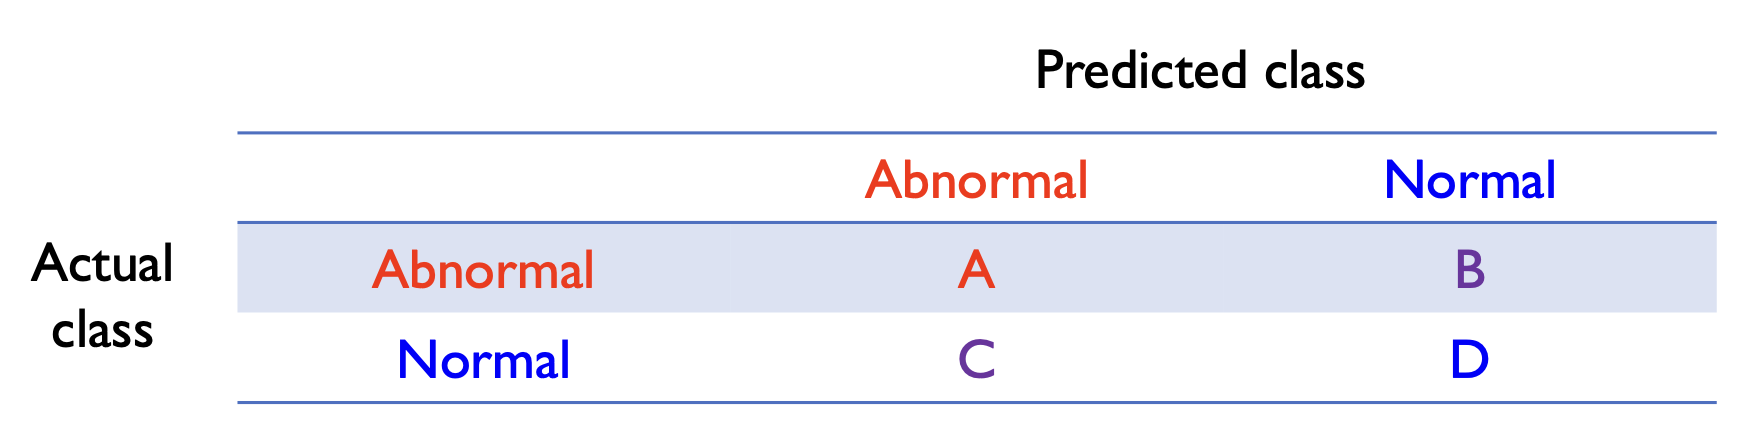 Predicted class
Abnormal Normal
Actual class
Abnormal A B
Normal C D